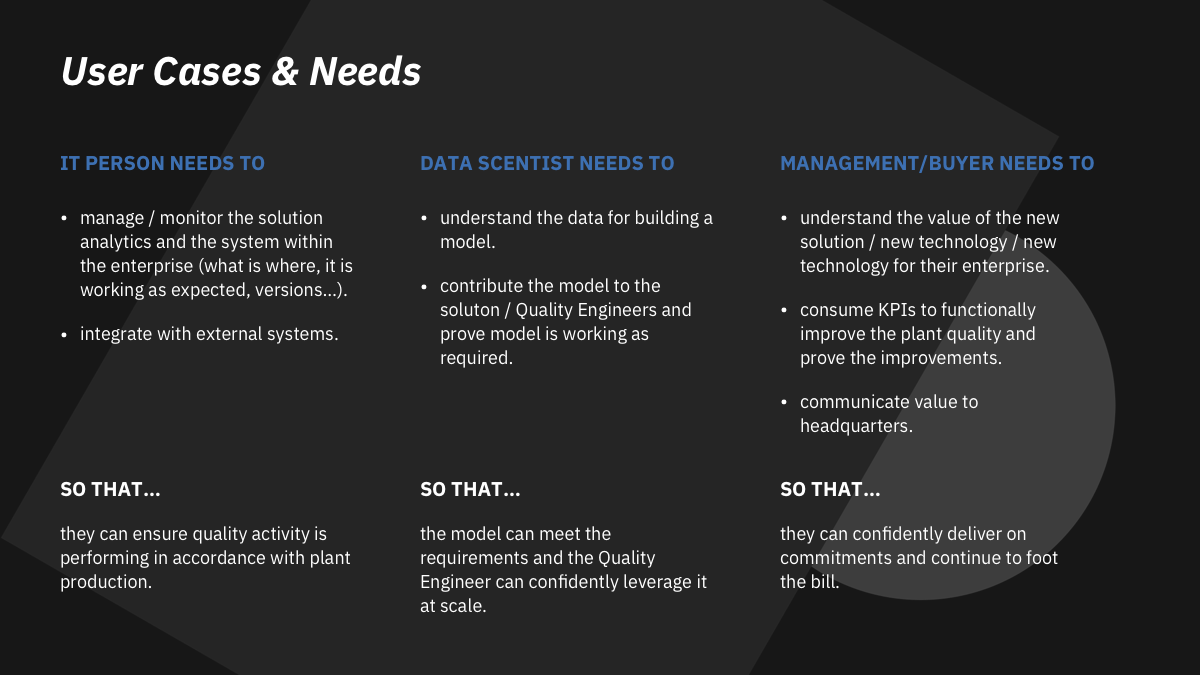 User Cases & Needs
IT PERSON NEEDS TO
• manage / monitor the solution
analytics and the system within
the enterprise (what is where, it is
working as expected, versions...).
• integrate with external systems.
SO THAT...
they can ensure quality activity is
performing in accordance with plant
production.
DATA SCENTIST NEEDS TO
• understand the data for building a
model.
• contribute the model to the
soluton / Quality Engineers and
prove model is working as
required.
SO THAT...
the model can meet the
requirements and the Quality
Engineer can confidently leverage it
at scale.
MANAGEMENT/BUYER NEEDS TO
• understand the value of the new
solution / new technology / new
technology for their enterprise.
• consume KPIs to functionally
improve the plant quality and
prove the improvements.
• communicate value to
headquarters.
SO THAT...
they can confidently deliver on
commitments and continue to foot
the bill.